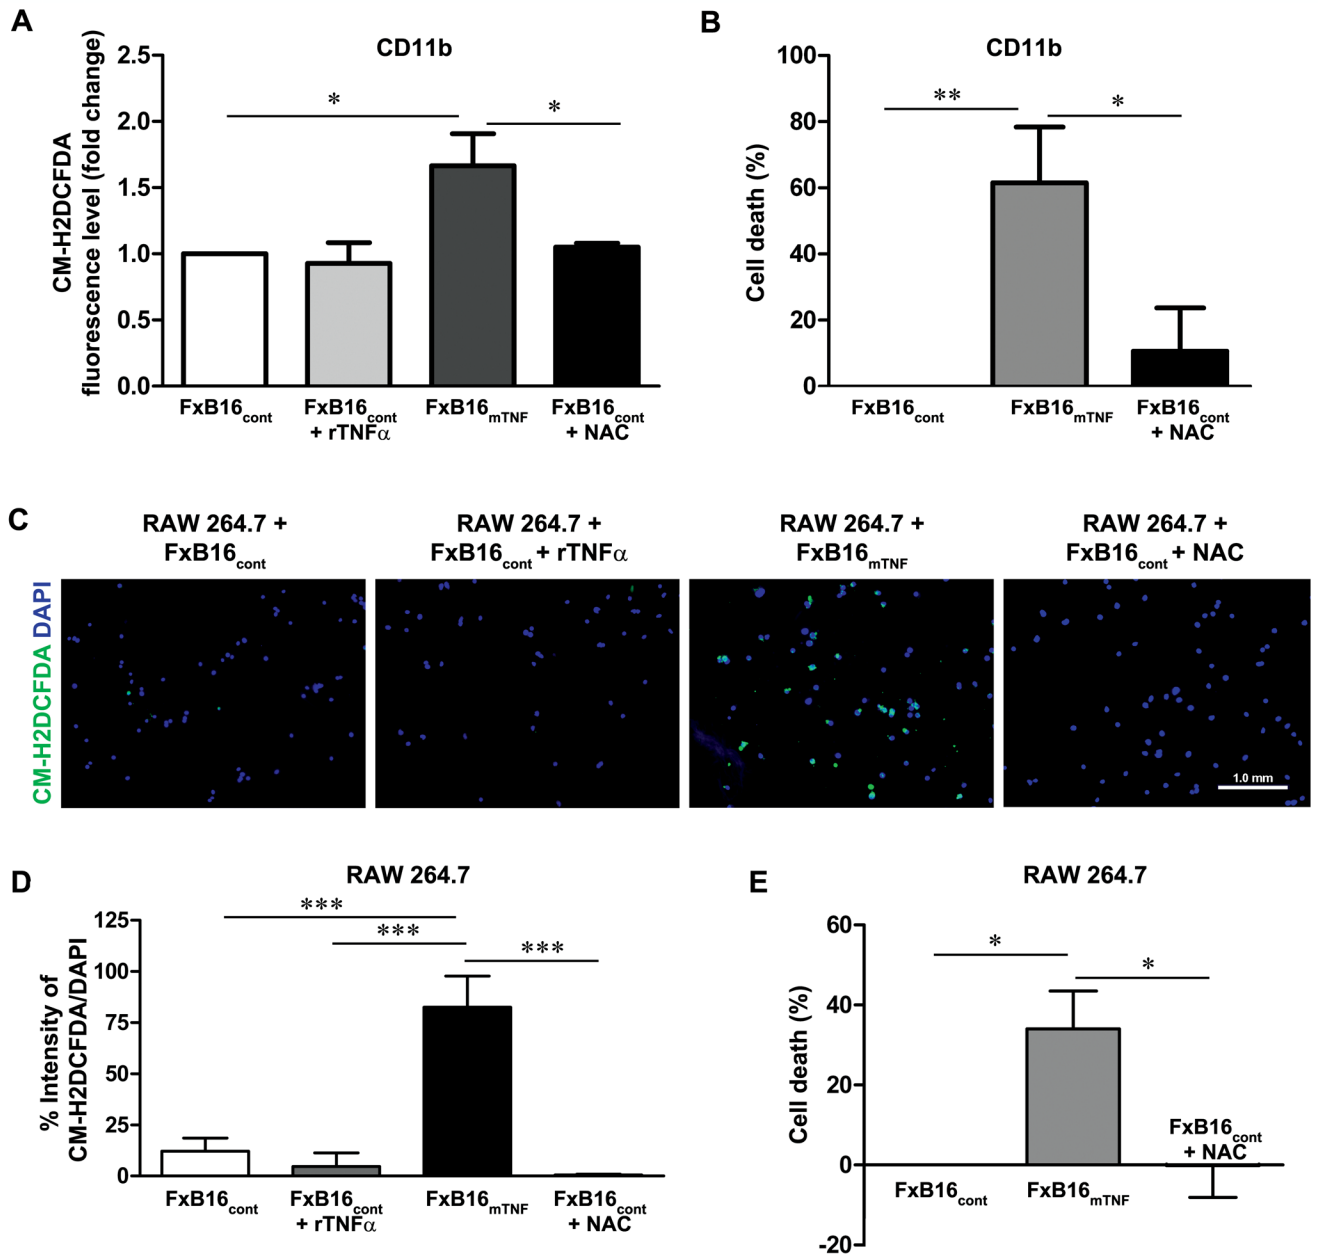 A
CD11b
CM-H2DCFDA
fluorescence level (fold change)
2.5
2.0
1.5
1.0
0.5
0.0
*
*
FxB16cont
FxB16cont
+ rTNFα
FxB16mTNF
FxB16cont
+ NAC
B
CD11b
Cell death (%)
100
80
60
40
20
0
**
*
FxB16cont
FxB16mTNF
FxB16cont
+ NAC
C
RAW 264.7 +
FxB16cont
RAW 264.7 +
FxB16cont + rTNFα
RAW 264.7 +
FxB16mTNF
RAW 264.7 +
FxB16cont + NAC
CM-H2DCFDA DAPI
1.0 mm
D
RAW 264.7
% Intensity of
CM-H2DCFDA/DAPI
125
100
75
50
25
0
***
***
***
FxB16cont
FxB16cont
+ rTNFα
FxB16mTNF
FxB16cont
+ NAC
E
RAW 264.7
Cell death (%)
60
40
20
0
-20
*
*
FxB16cont
FxB16mTNF
FxB16cont
+ NAC